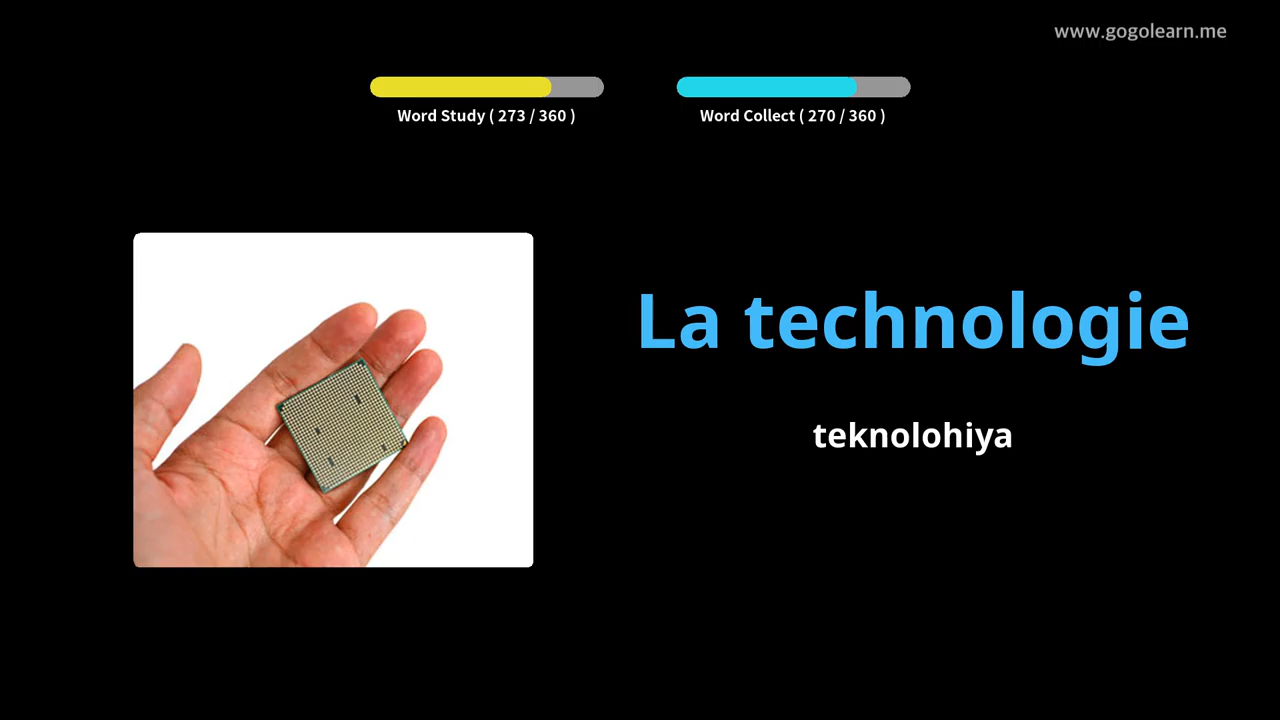 www.gogolearn.me
Word Study ( 273 / 360 )
Word Collect ( 270 / 360 )
La technologie
teknolohiya